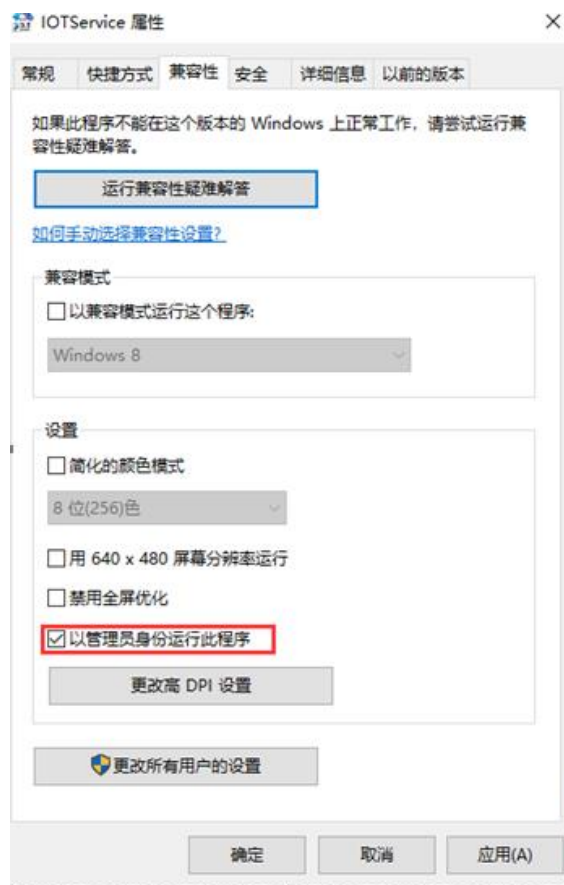 IOTService 属性
常规 快捷方式 兼容性 安全 详细信息 以前的版本
如果此程序不能在这个版本的 Windows 上正常工作，请尝试运行兼
容性疑难解答。
运行兼容性疑难解答
如何手动选择兼容性设置?
兼容模式
以兼容模式运行这个程序:
Windows 8
设置
简化的颜色模式
8 位(256)色
用 640 x 480 屏幕分辨率运行
禁用全屏优化
以管理员身份运行此程序
更改高 DPI 设置
更改所有用户的设置
确定 取消 应用(A)